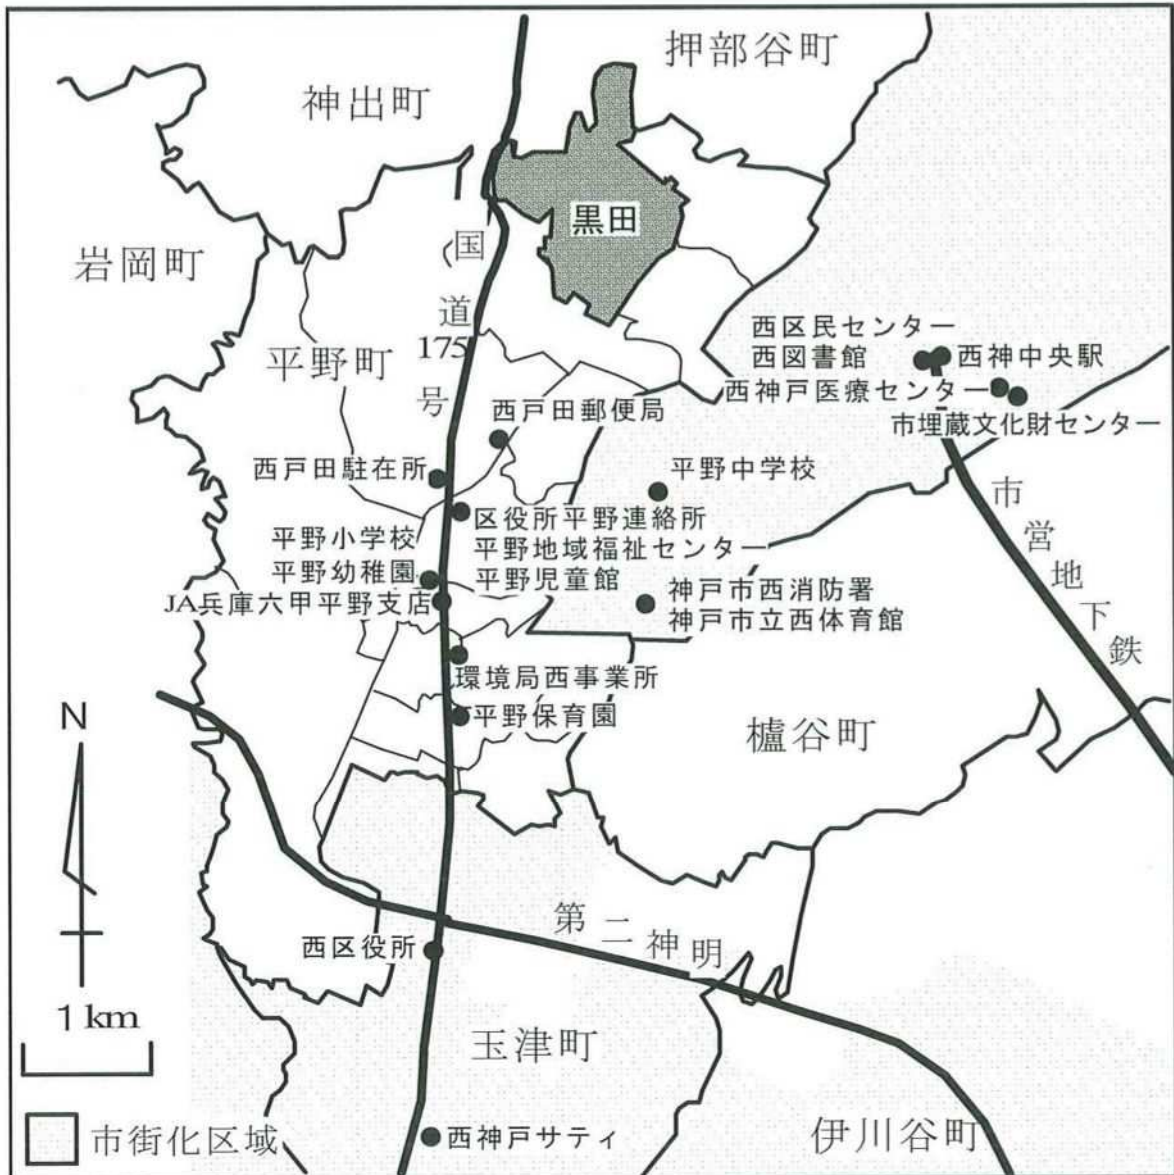 押部谷町
神出町
黒田
岩岡町
国道175号
平野町
西区民センター
西図書館
西神中央駅
西神戸医療センター
市埋蔵文化財センター
西戸田郵便局
西戸田駐在所
平野中学校
区役所平野連絡所
平野地域福祉センター
平野児童館
平野小学校
平野幼稚園
JA兵庫六甲平野支店
神戸市西消防署
神戸市立西体育館
市営地下鉄
環境局西事業所
平野保育園
櫨谷町
N
第二神明
西区役所
1 km
玉津町
市街化区域
西神戸サティ
伊川谷町